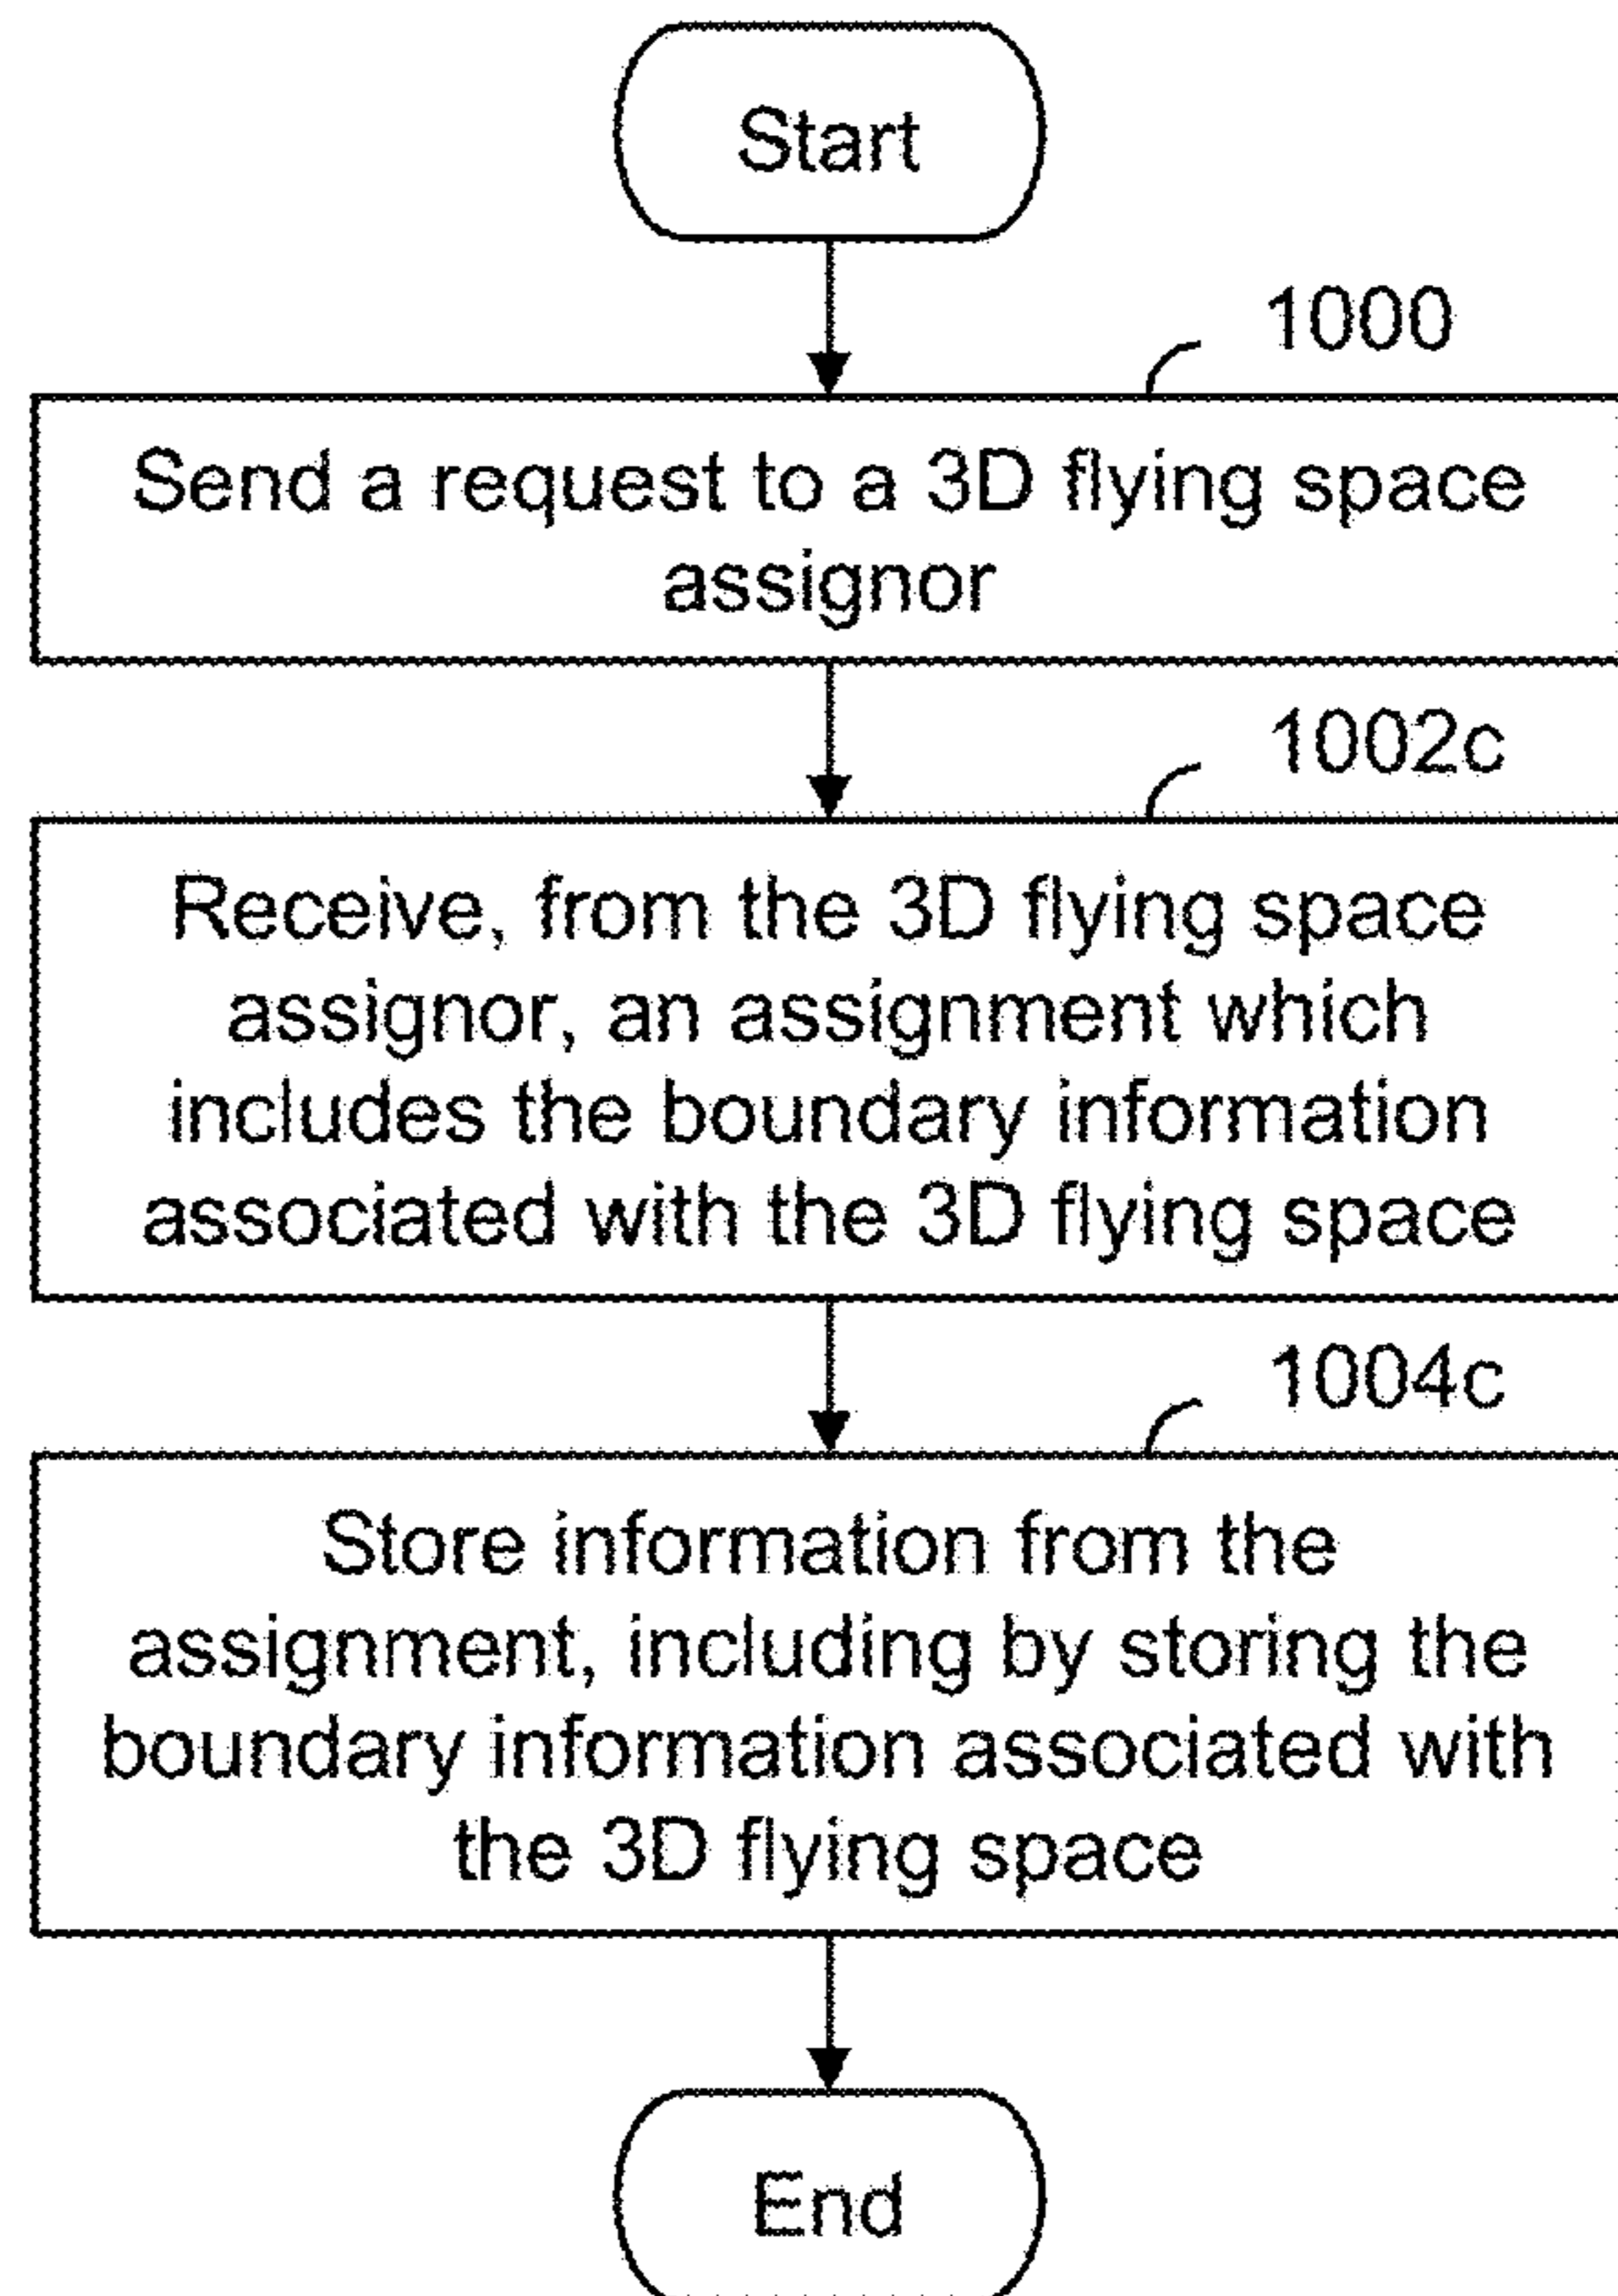 Start
1000
Send a request to a 3D flying space
assignor
1002c
Receive, from the 3D flying space
assignor, an assignment which
includes the boundary information
associated with the 3D flying space
1004c
Store information from the
assignment, including by storing the
boundary information associated with
the 3D flying space
End